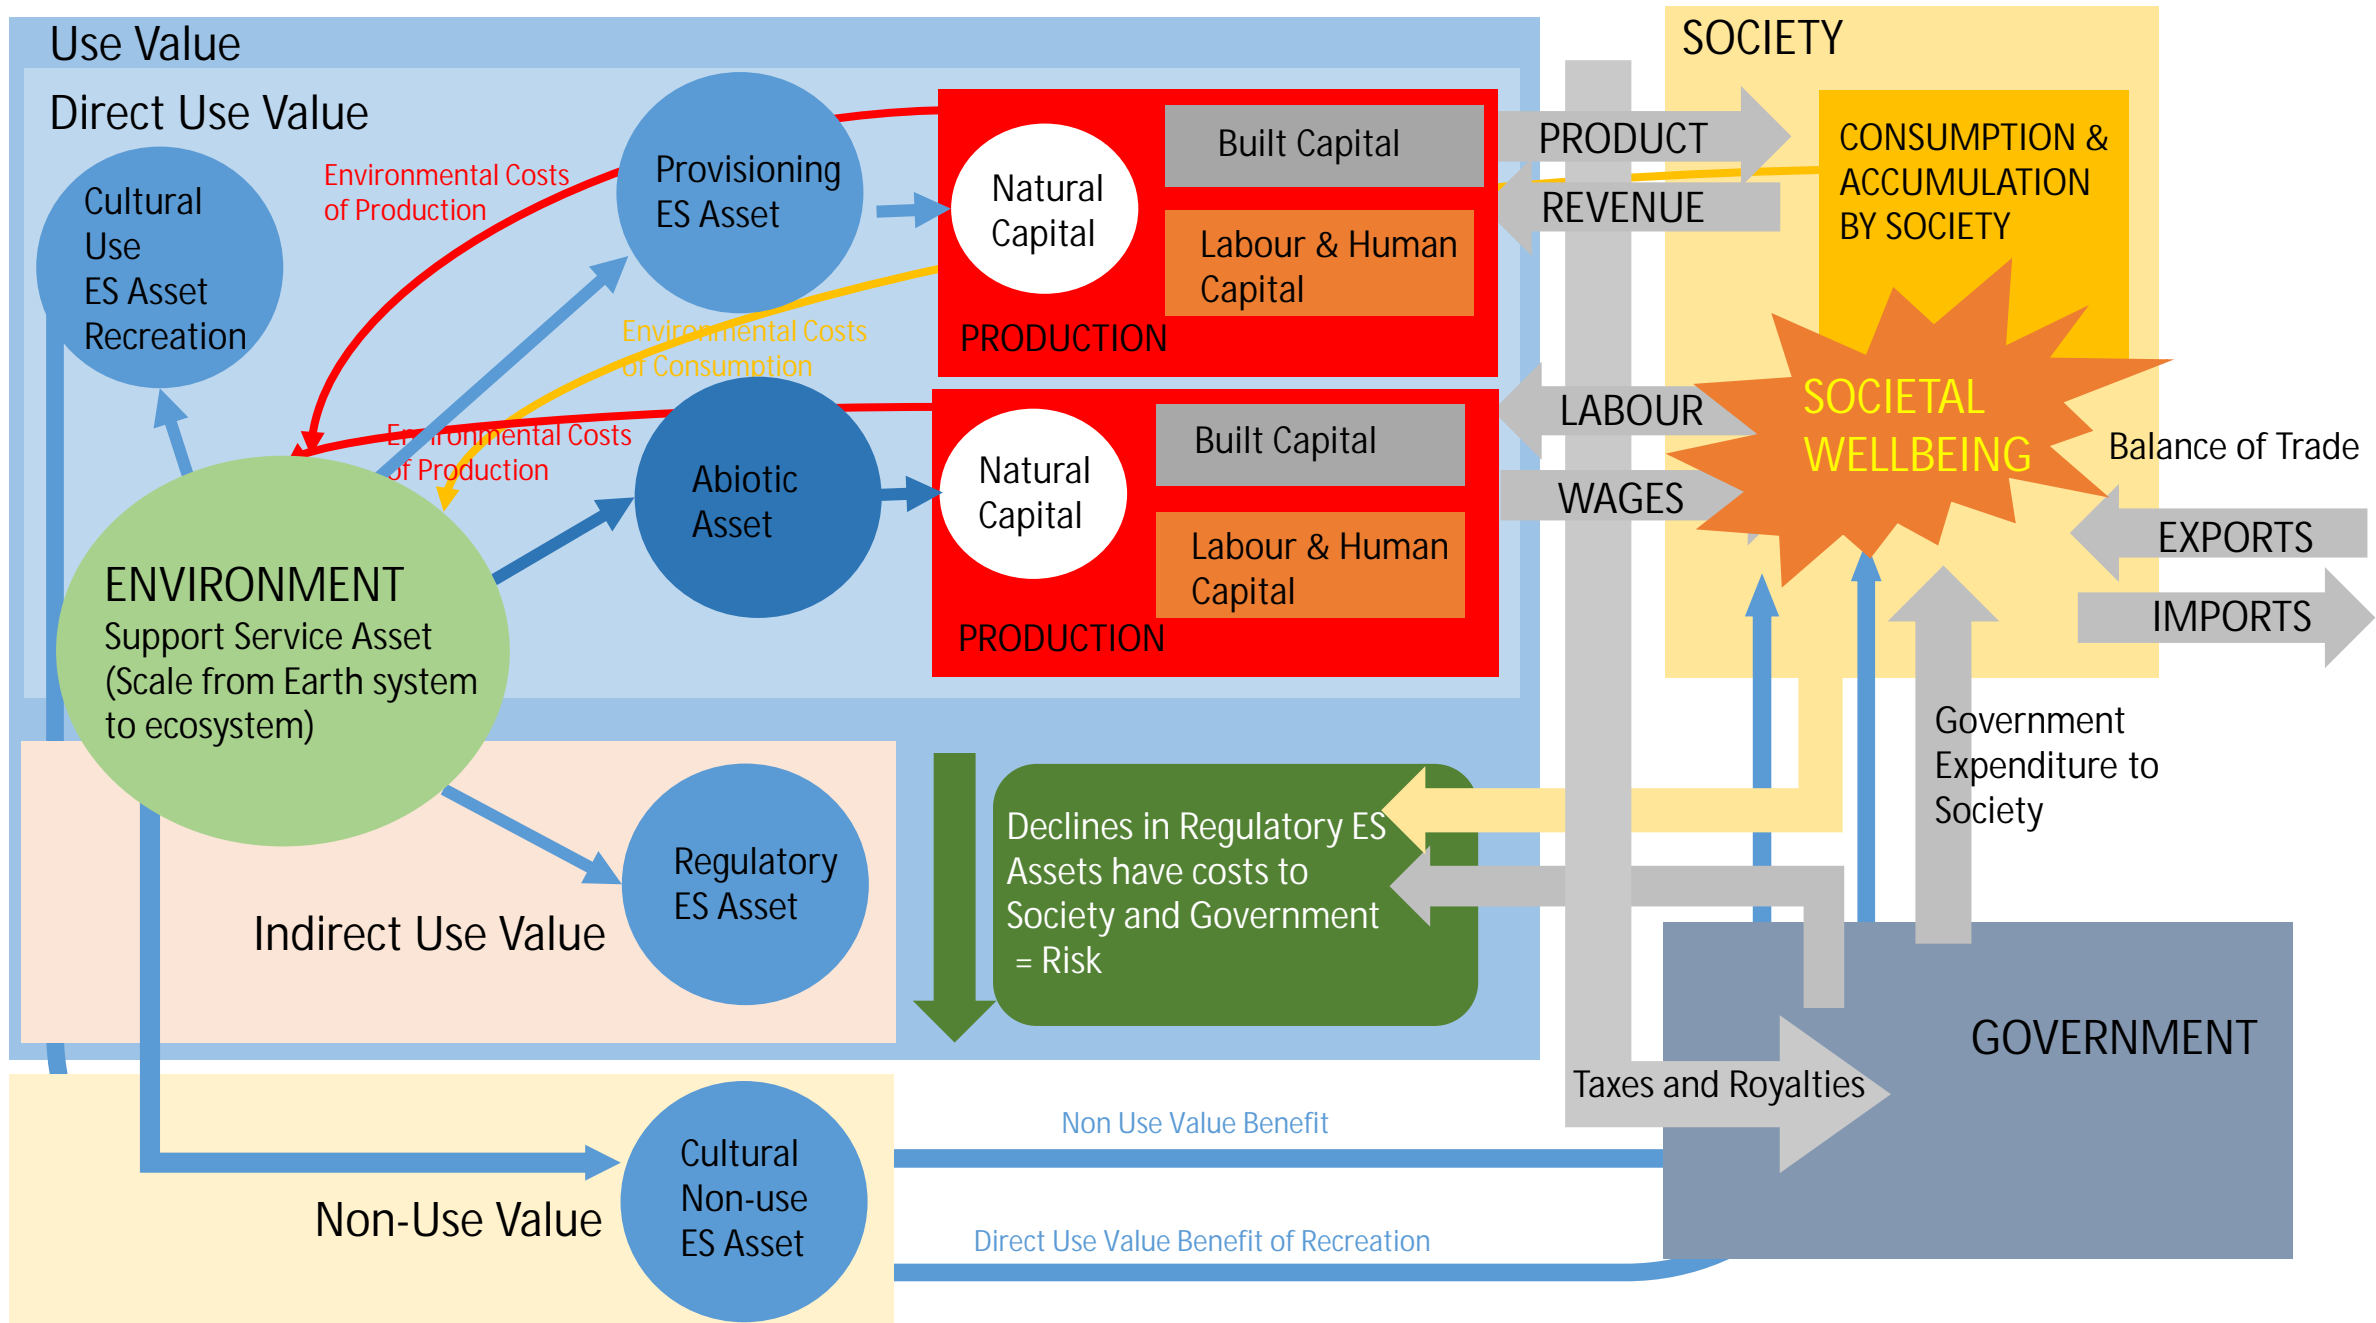 Use Value
Direct Use Value
Cultural
Use
ES Asset
Recreation
Environmental Costs
of Production
Provisioning
ES Asset
Environmental Costs
of Consumption
Environmental Costs
of Production
Abiotic
Asset
Natural
Capital
Built Capital
Labour & Human
Capital
PRODUCTION
Natural
Capital
Built Capital
Labour & Human
Capital
PRODUCTION
ENVIRONMENT
Support Service Asset
(Scale from Earth system
to ecosystem)
Regulatory
ES Asset
Indirect Use Value
Declines in Regulatory ES
Assets have costs to
Society and Government
= Risk
Cultural
Non-use
ES Asset
Non-Use Value
Non Use Value Benefit
Direct Use Value Benefit of Recreation
PRODUCT
REVENUE
LABOUR
WAGES
SOCIETY
CONSUMPTION &
ACCUMULATION
BY SOCIETY
SOCIETAL
WELLBEING
Balance of Trade
EXPORTS
IMPORTS
Government
Expenditure to
Society
Taxes and Royalties
GOVERNMENT